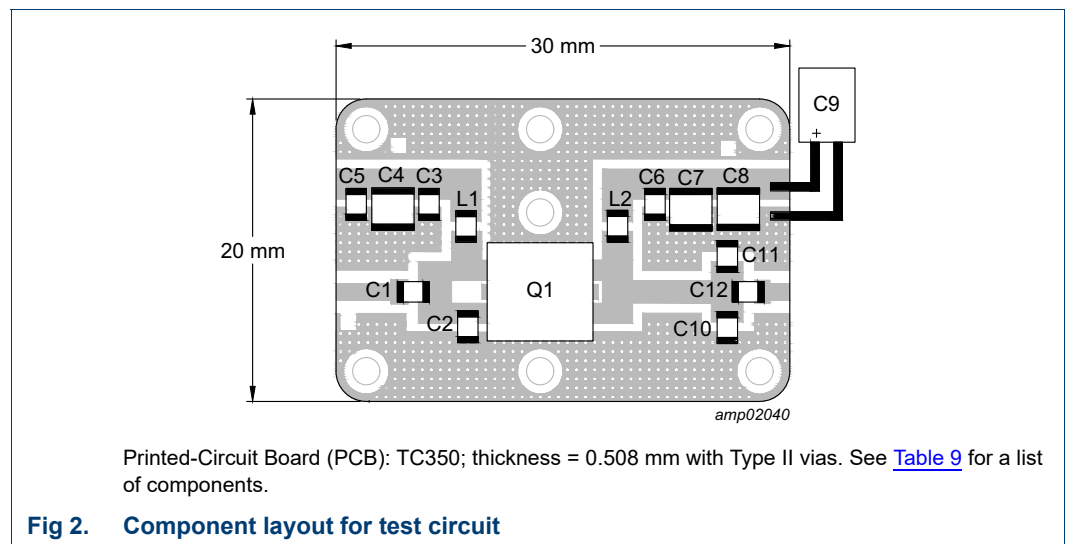 30 mm
C9
+
C5 C4 C3
L1
L2
C6 C7 C8
20 mm
C11
C1
Q1
C12
C2
C10
amp02040
Printed-Circuit Board (PCB): TC350; thickness = 0.508 mm with Type II vias. See Table 9 for a list
of components.
Fig 2. Component layout for test circuit